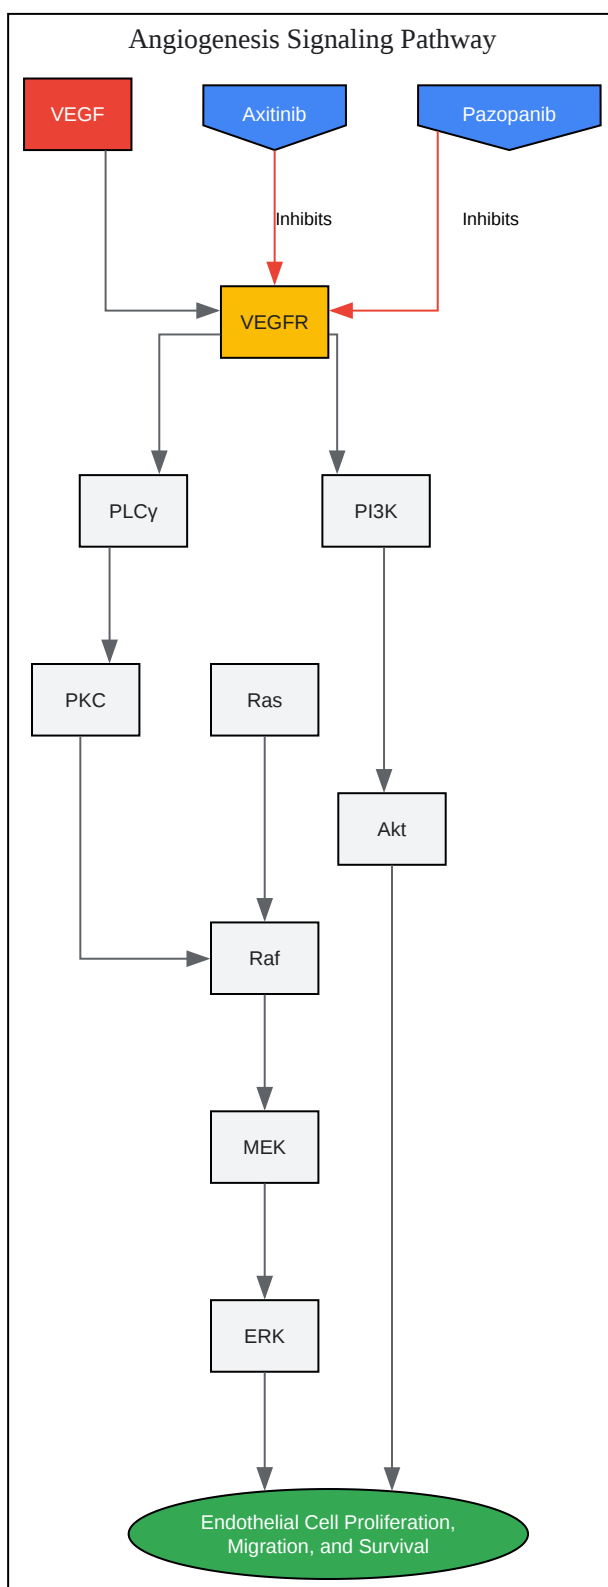 Angiogenesis Signaling Pathway
VEGF
Axitinib
Pazopanib
Inhibits
Inhibits
VEGFR
PLCγ
PI3K
PKC
Ras
Akt
Raf
MEK
ERK
Endothelial Cell Proliferation,
Migration, and Survival